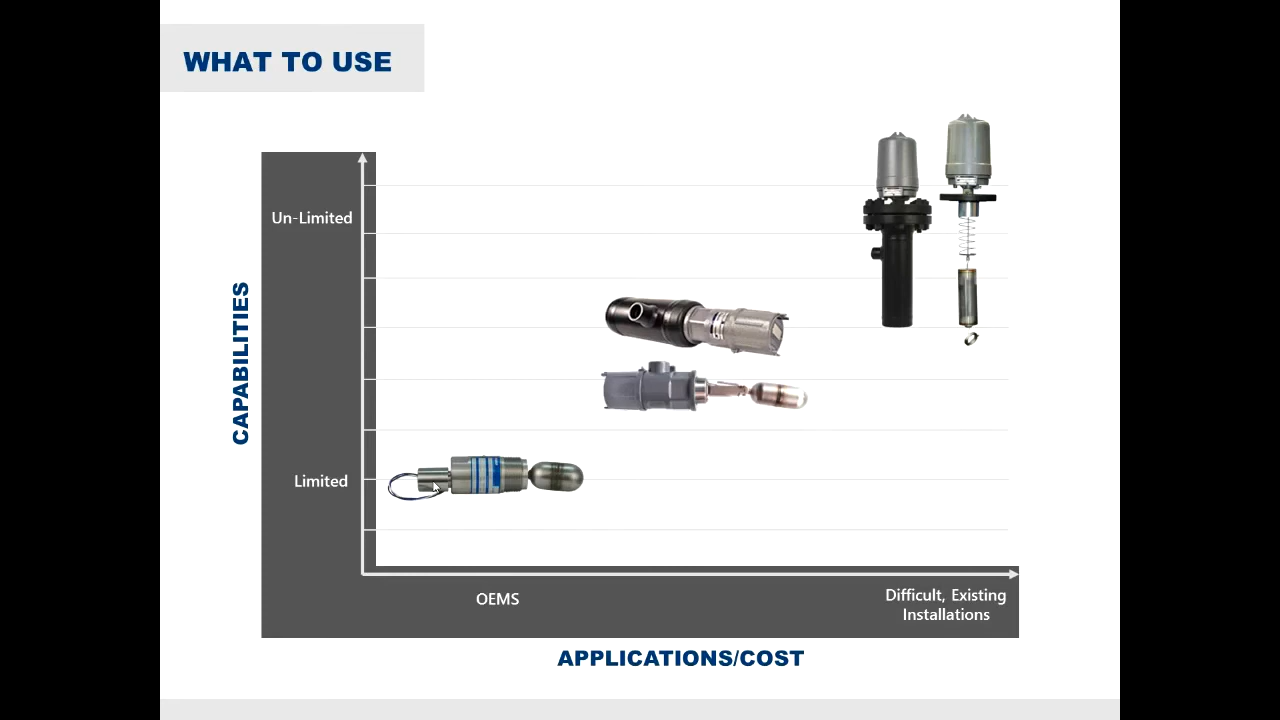 WHAT TO USE
Un-Limited
CAPABILITIES
Limited
OEMS
Difficult, Existing
Installations
APPLICATIONS/COST